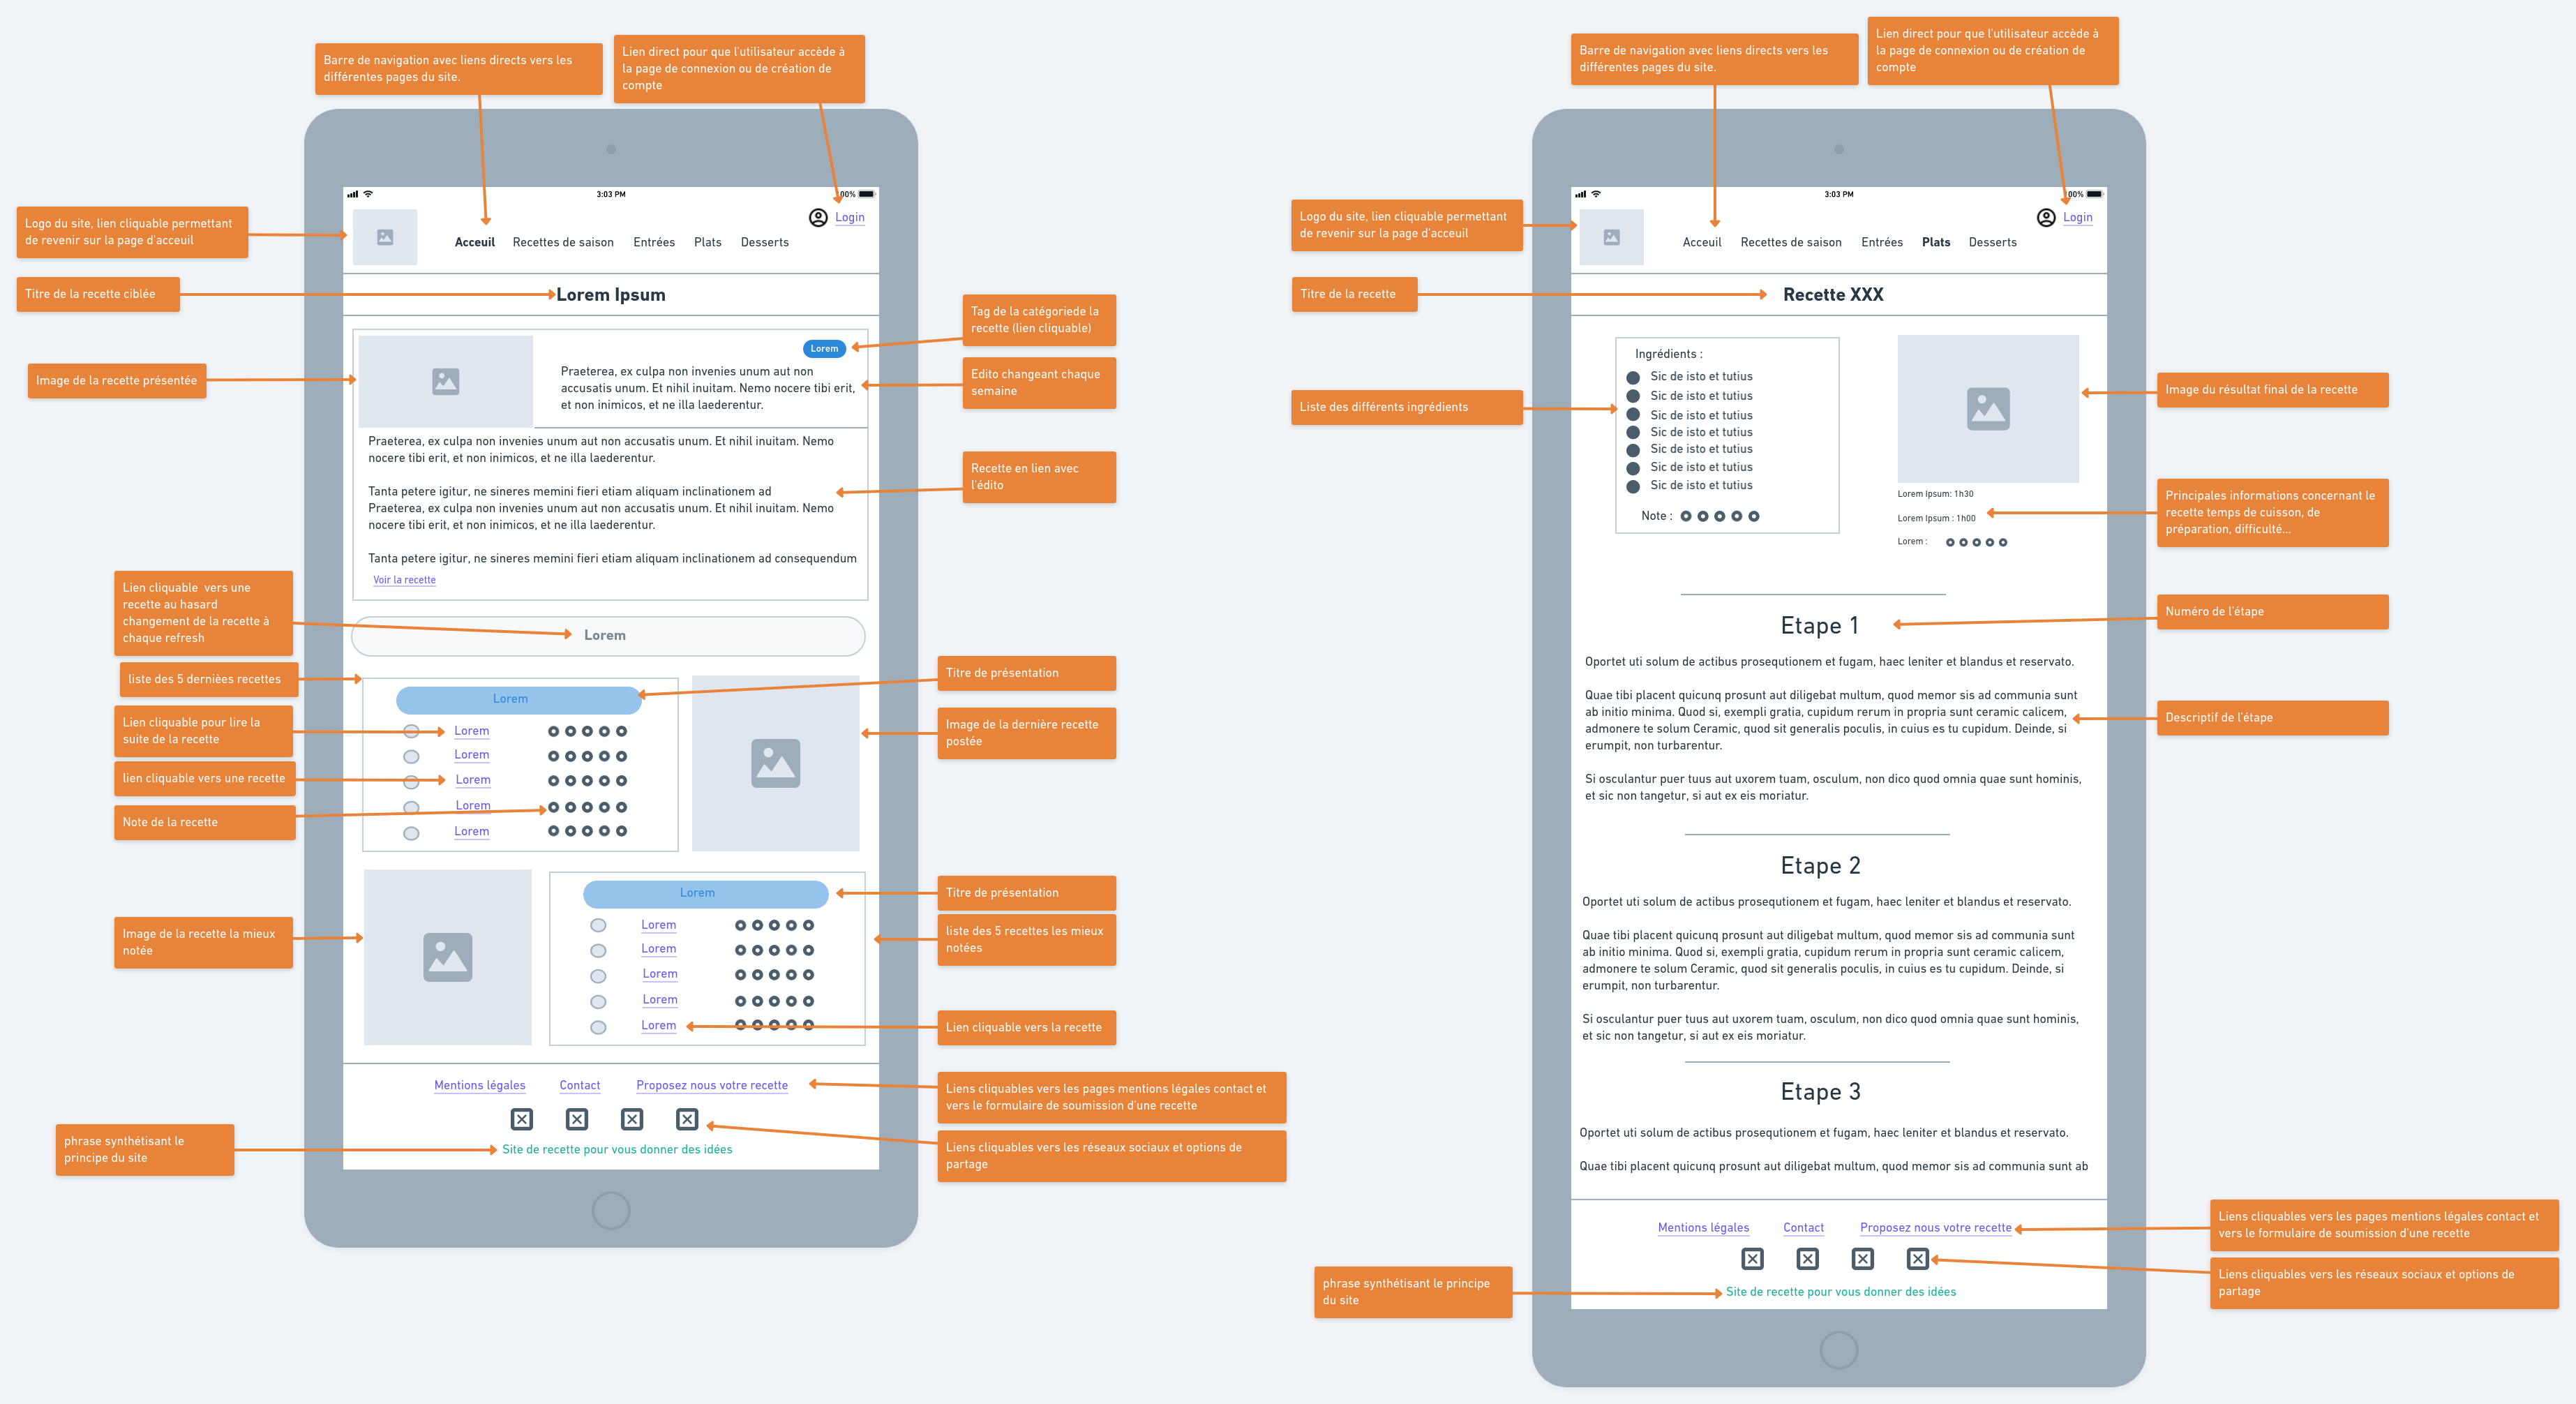 Barre de navigation avec liens directs vers les
différentes pages du site.
Lien direct pour que l'utilisateur accède à
la page de connexion ou de création de
compte
Logo du site, lien cliquable permettant
de revenir sur la page d'acceuil
Titre de la recette ciblée
Image de la recette présentée
Lien cliquable  vers une
recette au hasard
changement de la recette à
chaque refresh
liste des 5 dernièes recettes
Lien cliquable pour lire la
suite de la recette
lien cliquable vers une recette
Note de la recette
Image de la recette la mieux
notée
phrase synthétisant le
principe du site
3:03 PM
100%
Login
Acceuil Recettes de saison Entrées Plats Desserts
Lorem Ipsum
Lorem
Praeterea, ex culpa non invenies unum aut non
accusatis unum. Et nihil inuitam. Nemo nocere tibi erit,
et non inimicos, et ne illa laederentur.
Praeterea, ex culpa non invenies unum aut non accusatis unum. Et nihil inuitam. Nemo
nocere tibi erit, et non inimicos, et ne illa laederentur.
Tanta petere igitur, ne sineres memini fieri etiam aliquam inclinationem ad
Praeterea, ex culpa non invenies unum aut non accusatis unum. Et nihil inuitam. Nemo
nocere tibi erit, et non inimicos, et ne illa laederentur.
Tanta petere igitur, ne sineres memini fieri etiam aliquam inclinationem ad consequendum
Voir la recette
Lorem
Lorem
Lorem
Lorem
Lorem
Lorem
Lorem
Lorem
Lorem
Lorem
Lorem
Lorem
Lorem
Mentions légales Contact Proposez nous votre recette
Site de recette pour vous donner des idées
Tag de la catégoriede la
recette (lien cliquable)
Edito changeant chaque
semaine
Recette en lien avec
l'édito
Titre de présentation
Image de la dernière recette
postée
Titre de présentation
liste des 5 recettes les mieux
notées
Lien cliquable vers la recette
Liens cliquables vers les pages mentions légales contact et
vers le formulaire de soumission d'une recette
Liens cliquables vers les réseaux sociaux et options de
partage
Barre de navigation avec liens directs vers les
différentes pages du site.
Lien direct pour que l'utilisateur accède à
la page de connexion ou de création de
compte
Logo du site, lien cliquable permettant
de revenir sur la page d'acceuil
Titre de la recette
Liste des différents ingrédients
phrase synthétisant le principe
du site
3:03 PM
100%
Login
Acceuil Recettes de saison Entrées Plats Desserts
Recette XXX
Ingrédients :
Sic de isto et tutius
Sic de isto et tutius
Sic de isto et tutius
Sic de isto et tutius
Sic de isto et tutius
Sic de isto et tutius
Sic de isto et tutius
Note :
Lorem Ipsum: 1h30
Lorem Ipsum : 1h00
Lorem :
Etape 1
Oportet uti solum de actibus prosequtionem et fugam, haec leniter et blandus et reservato.
Quae tibi placent quicunq prosunt aut diligebat multum, quod memor sis ad communia sunt
ab initio minima. Quod si, exempli gratia, cupidum rerum in propria sunt ceramic calicem,
admonere te solum Ceramic, quod sit generalis poculis, in cuius es tu cupidum. Deinde, si
erumpit, non turbarentur.
Si osculantur puer tuus aut uxorem tuam, osculum, non dico quod omnia quae sunt hominis,
et sic non tangetur, si aut ex eis moriatur.
Etape 2
Oportet uti solum de actibus prosequtionem et fugam, haec leniter et blandus et reservato.
Quae tibi placent quicunq prosunt aut diligebat multum, quod memor sis ad communia sunt
ab initio minima. Quod si, exempli gratia, cupidum rerum in propria sunt ceramic calicem,
admonere te solum Ceramic, quod sit generalis poculis, in cuius es tu cupidum. Deinde, si
erumpit, non turbarentur.
Si osculantur puer tuus aut uxorem tuam, osculum, non dico quod omnia quae sunt hominis,
et sic non tangetur, si aut ex eis moriatur.
Etape 3
Oportet uti solum de actibus prosequtionem et fugam, haec leniter et blandus et reservato.
Quae tibi placent quicunq prosunt aut diligebat multum, quod memor sis ad communia sunt ab
Mentions légales Contact Proposez nous votre recette
Site de recette pour vous donner des idées
Image du résultat final de la recette
Principales informations concernant le
recette temps de cuisson, de
préparation, difficulté...
Numéro de l'étape
Descriptif de l'étape
Liens cliquables vers les pages mentions légales contact et
vers le formulaire de soumission d'une recette
Liens cliquables vers les réseaux sociaux et options de
partage